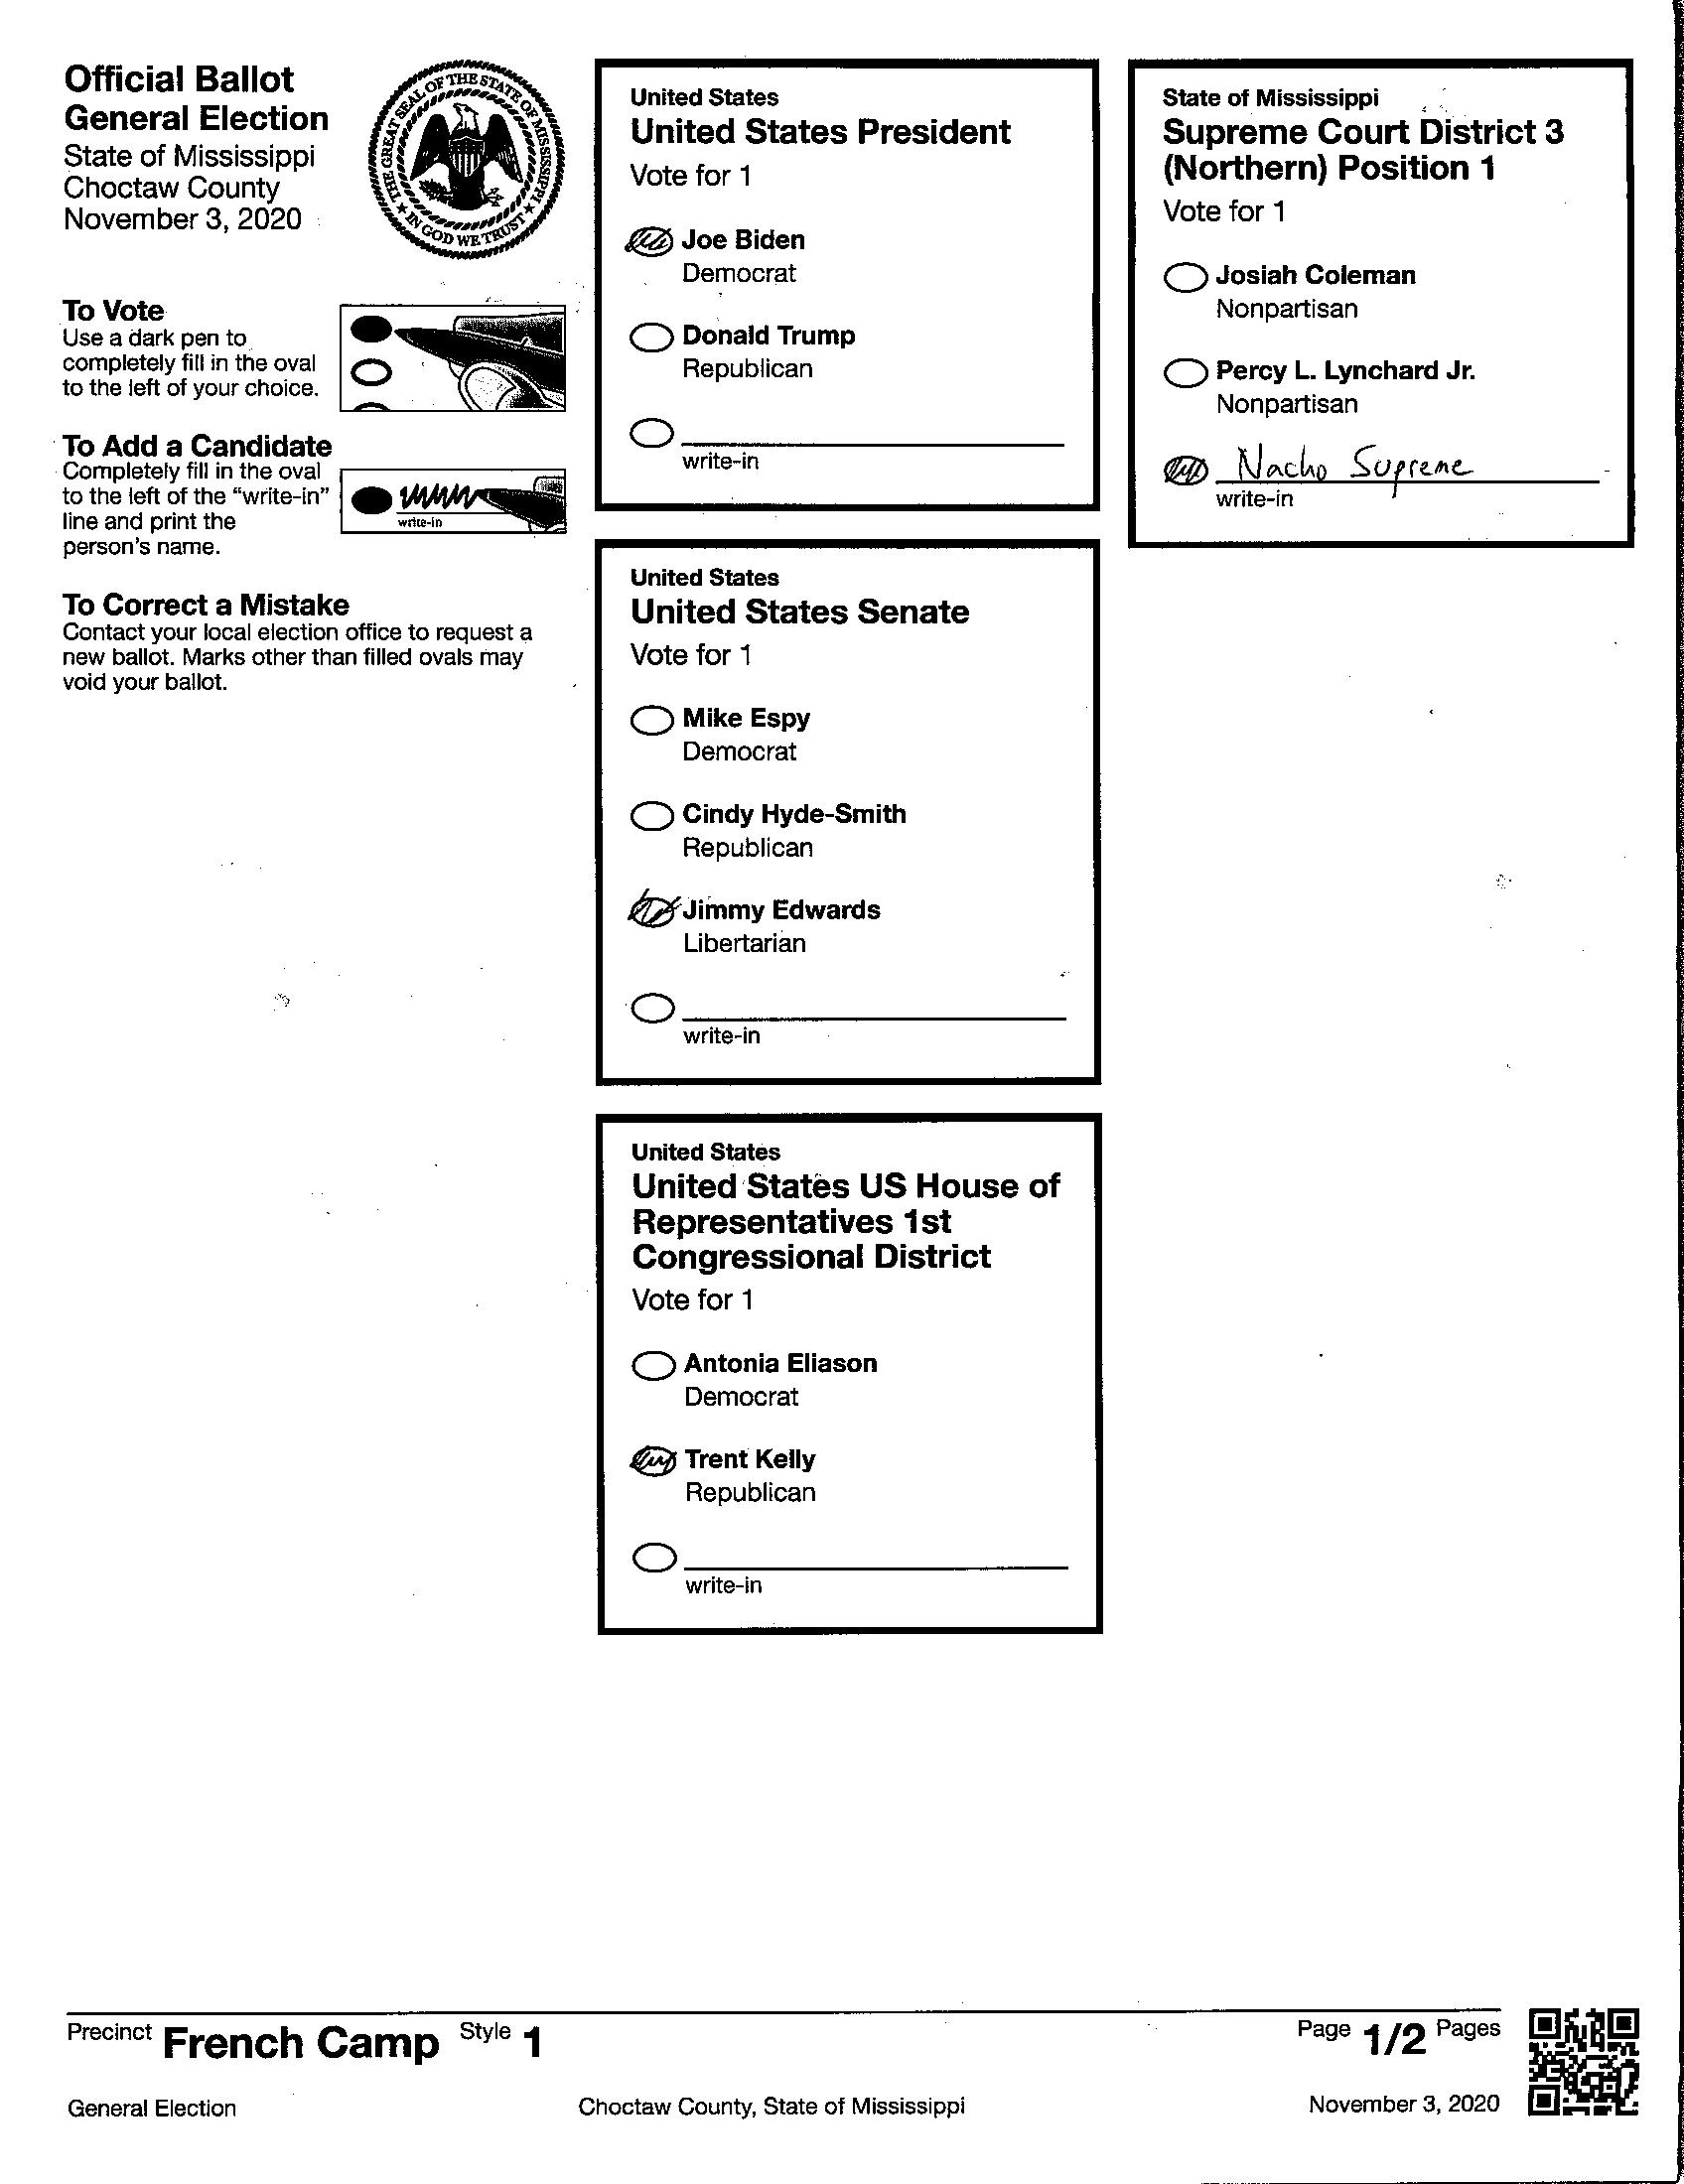 Official Ballot
General Election
State of Mississippi
Choctaw County
November 3, 2020
THE GREAT SEAL OF THE STATE OF MISSISSIPPI
★ IN GOD WE TRUST ★
To Vote
Use a dark pen to
completely fill in the oval
to the left of your choice.
To Add a Candidate
Completely fill in the oval
to the left of the “write-in”
line and print the
person's name.
write-in
To Correct a Mistake
Contact your local election office to request a
new ballot. Marks other than filled ovals may
void your ballot.
United States
United States President
Vote for 1
Joe Biden
Democrat
Donald Trump
Republican
write-in
United States
United States Senate
Vote for 1
Mike Espy
Democrat
Cindy Hyde-Smith
Republican
Jimmy Edwards
Libertarian
write-in
United States
United States US House of
Representatives 1st
Congressional District
Vote for 1
Antonia Eliason
Democrat
Trent Kelly
Republican
write-in
State of Mississippi
Supreme Court District 3
(Northern) Position 1
Vote for 1
Josiah Coleman
Nonpartisan
Percy L. Lynchard Jr.
Nonpartisan
Nacho Supreme
write-in
Precinct French Camp Style 1
Page 1/2 Pages
General Election
Choctaw County, State of Mississippi
November 3, 2020